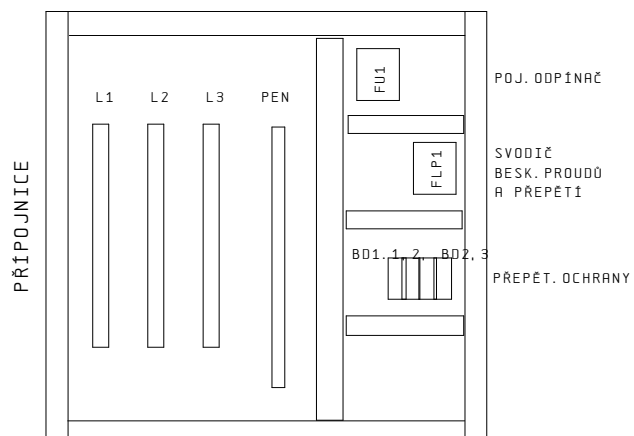 L1 L2 L3 PEN
FU1
POJ. ODPÍNAČ
FLP1
SVODIČ
BESK. PROUDŮ
A PŘEPĚTÍ
PŘÍPOJNICE
BD1. 1, 2, BD2, 3
PŘEPĚT. OCHRANY